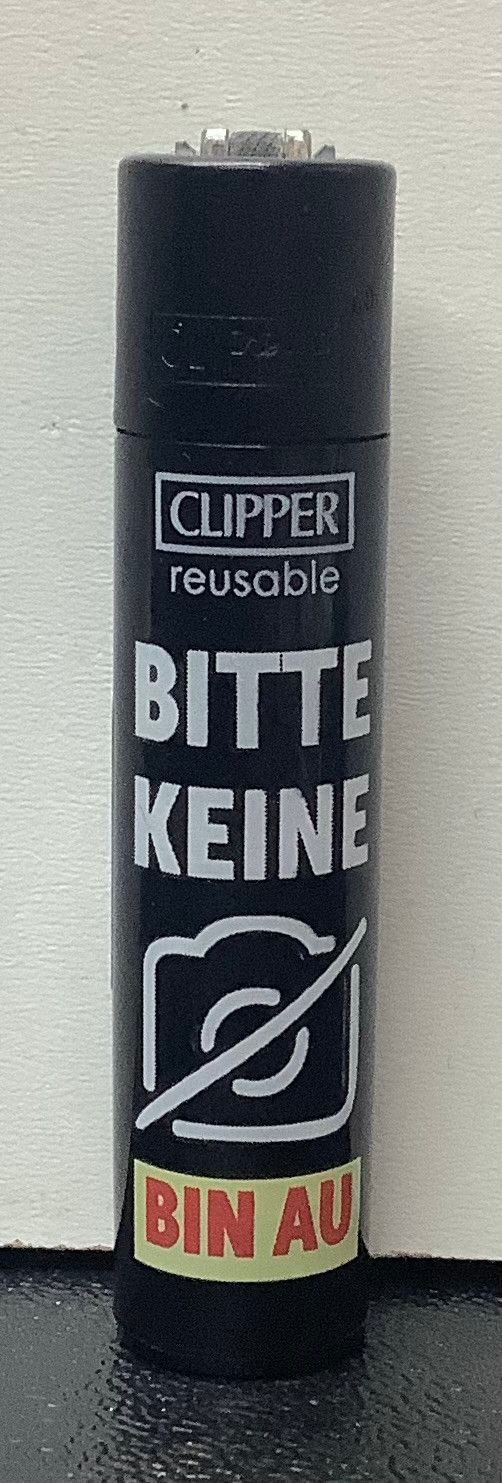 CLIPPER
reusable
BITTE
KEINE
BIN AU